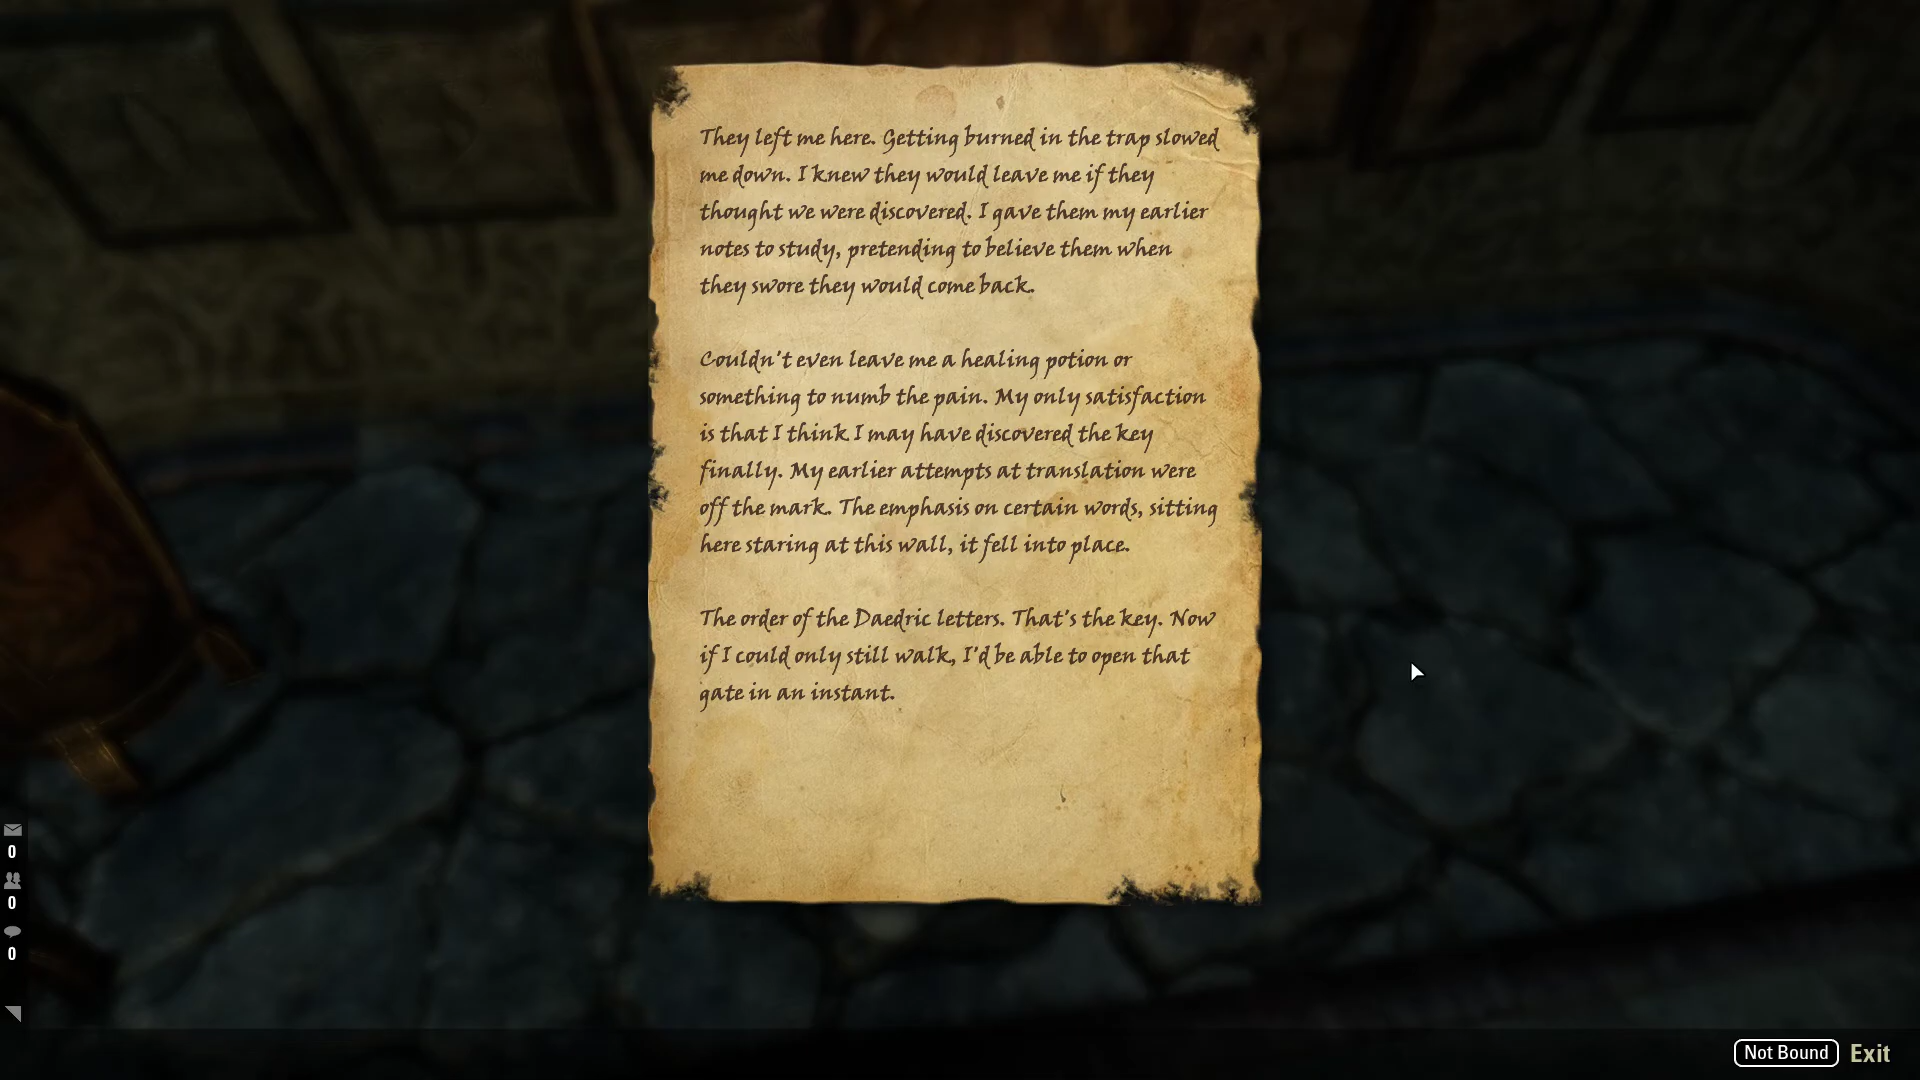 They left me here. Getting burned in the trap slowed
me down. I knew they would leave me if they
thought we were discovered. I gave them my earlier
notes to study, pretending to believe them when
they swore they would come back.
Couldn't even leave me a healing potion or
something to numb the pain. My only satisfaction
is that I think I may have discovered the key
finally. My earlier attempts at translation were
off the mark. The emphasis on certain words, sitting
here staring at this wall, it fell into place.
The order of the Daedric letters. That's the key. Now
if I could only still walk, I'd be able to open that
gate in an instant.
0
0
0
Not Bound Exit